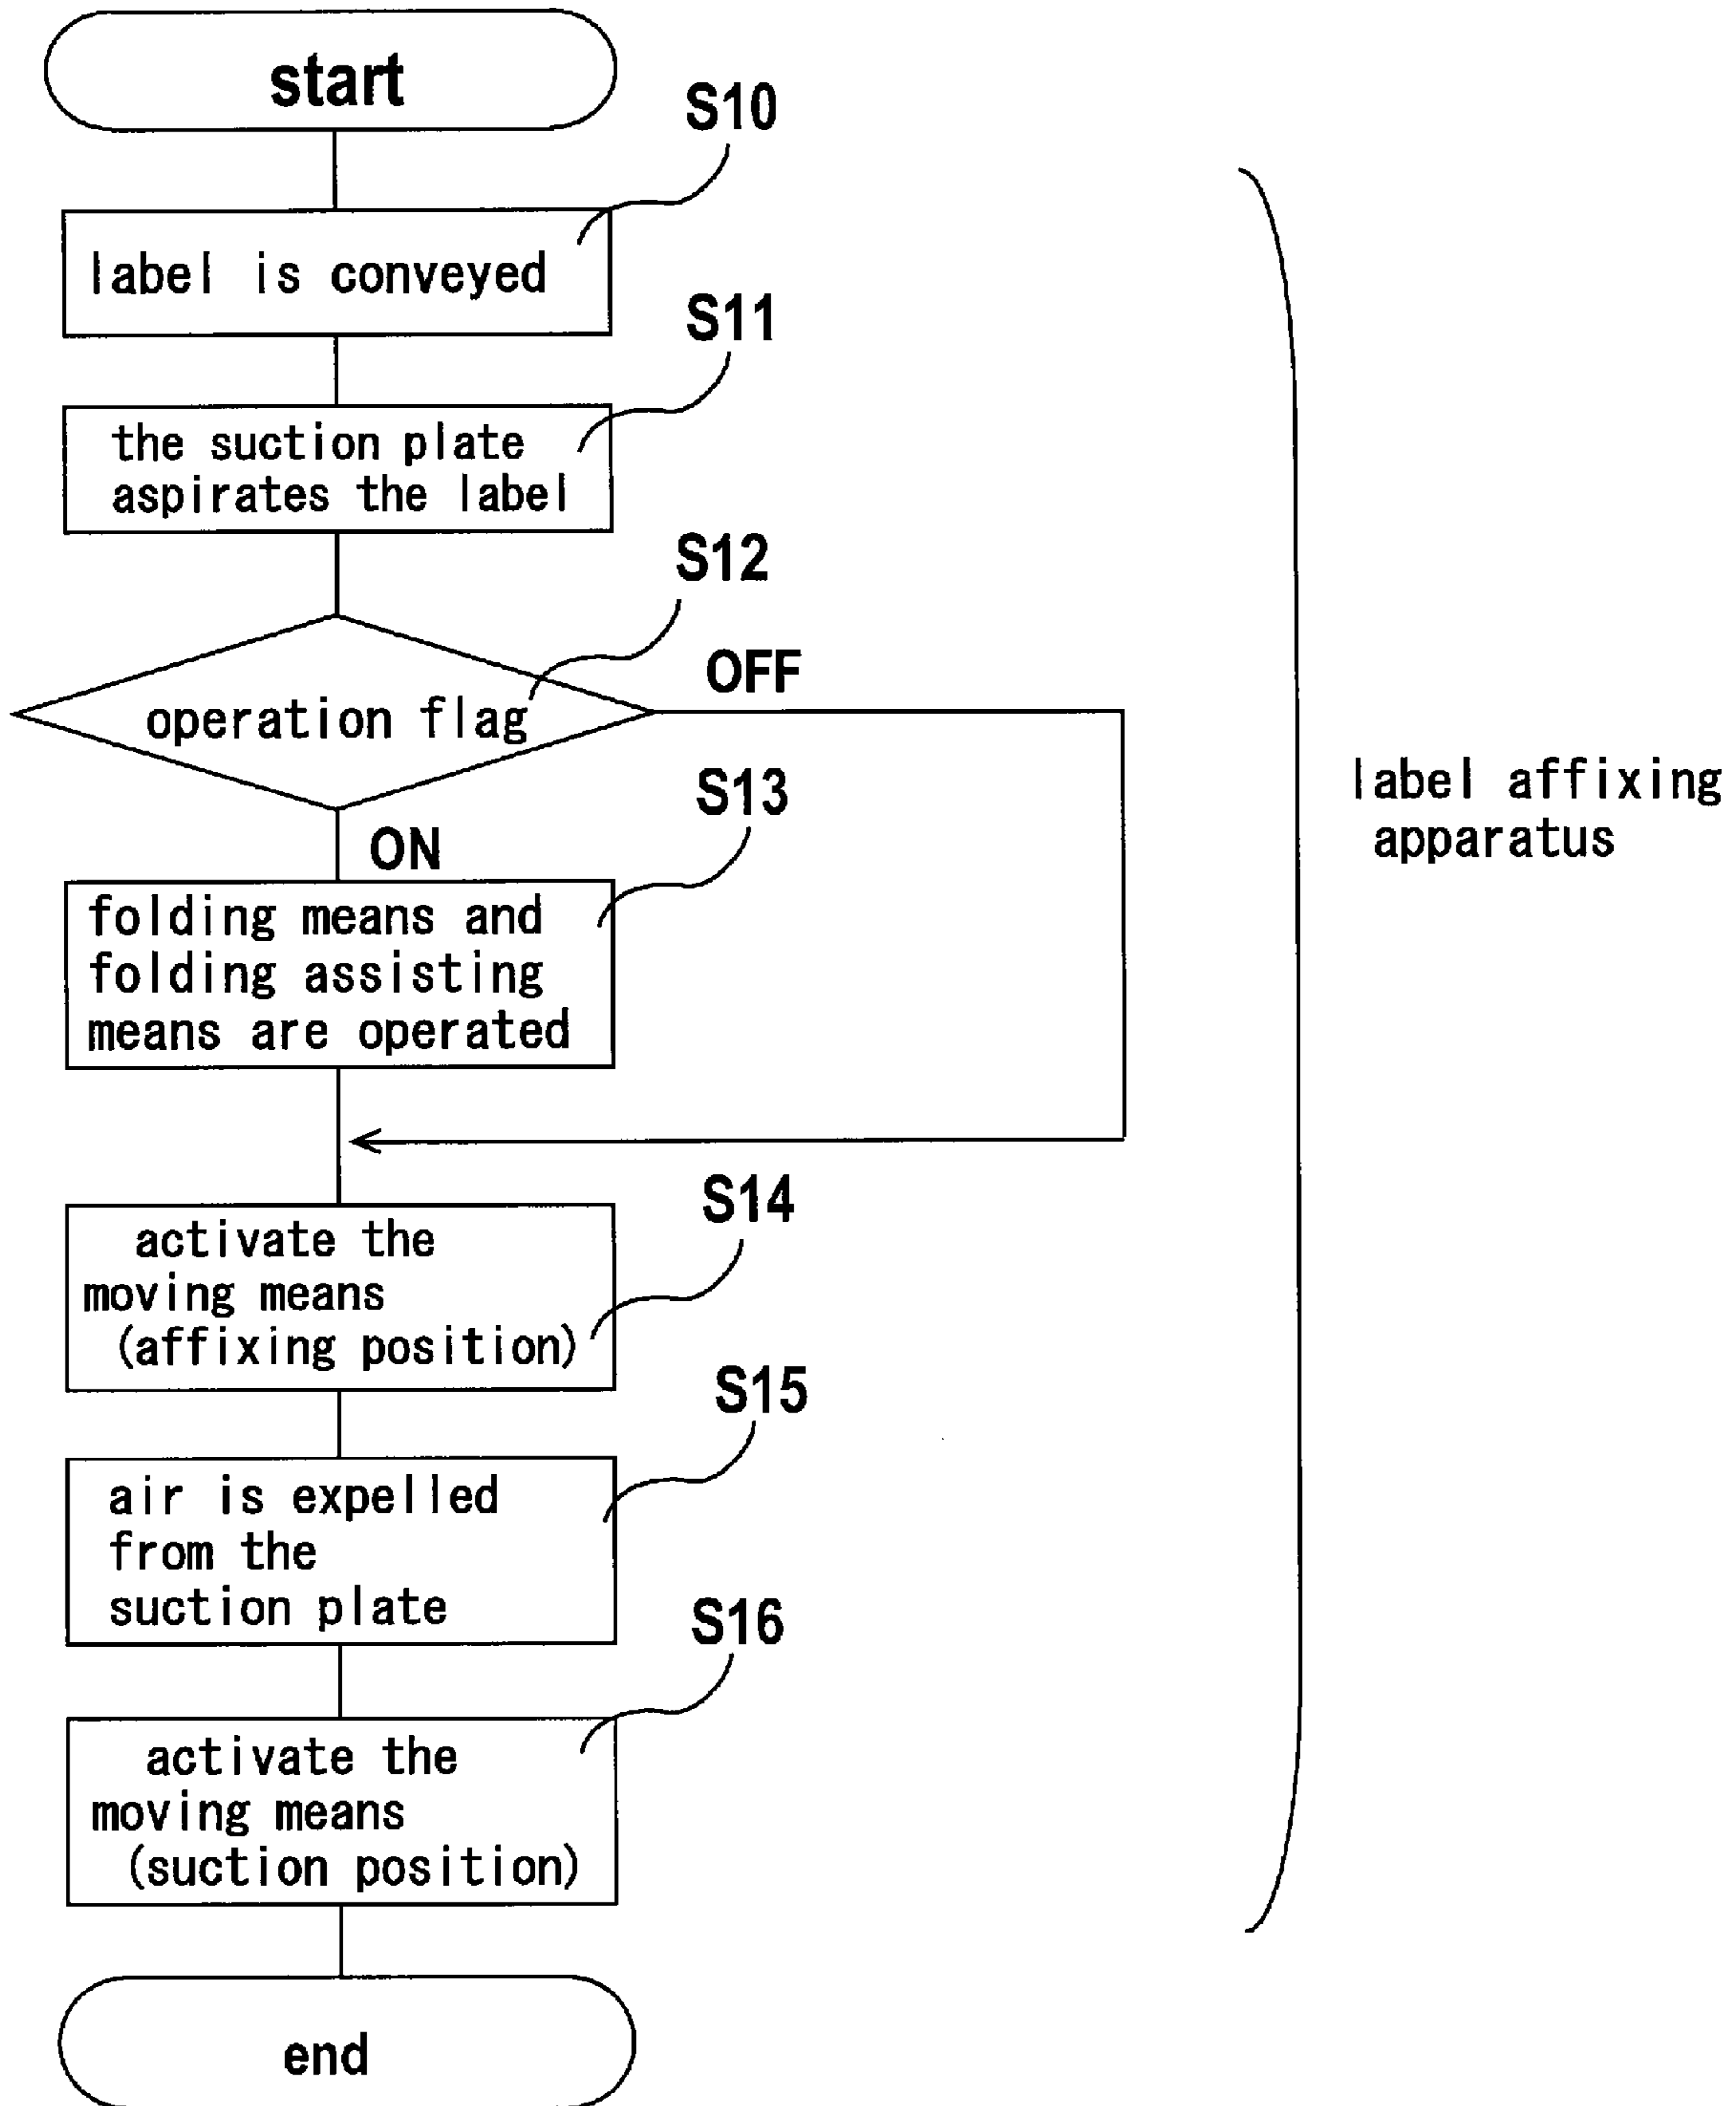 start
S10
label is conveyed
S11
the suction plate
aspirates the label
S12
OFF
operation flag
S13
ON
folding means and
folding assisting
means are operated
label affixing
apparatus
S14
activate the
moving means
(affixing position)
S15
air is expelled
from the
suction plate
S16
activate the
moving means
(suction position)
end